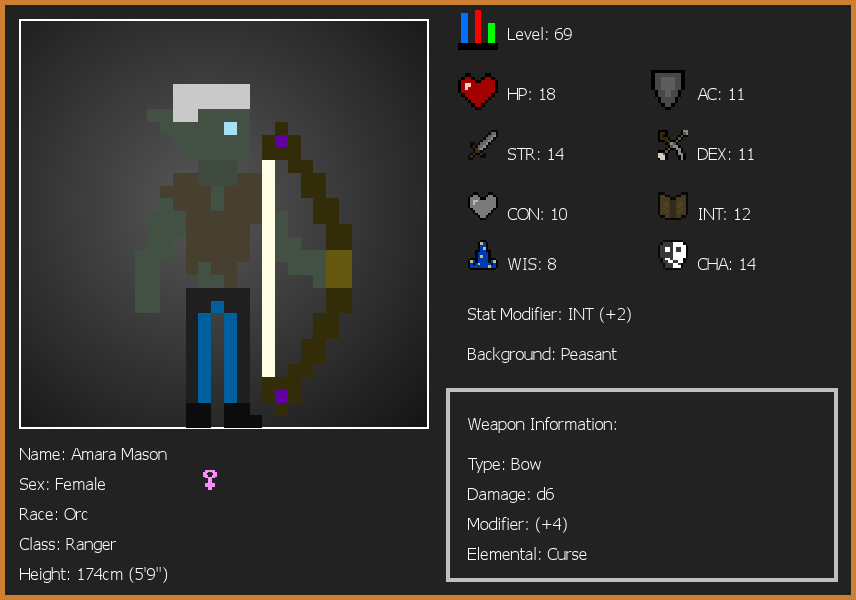 Level: 69
HP: 18
AC: 11
STR: 14
DEX: 11
CON: 10
INT: 12
WIS: 8
CHA: 14
Stat Modifier: INT (+2)
Background: Peasant
Weapon Information:
Type: Bow
Damage: d6
Modifier: (+4)
Elemental: Curse
Name: Amara Mason
Sex: Female
Race: Orc
Class: Ranger
Height: 174cm (5'9")